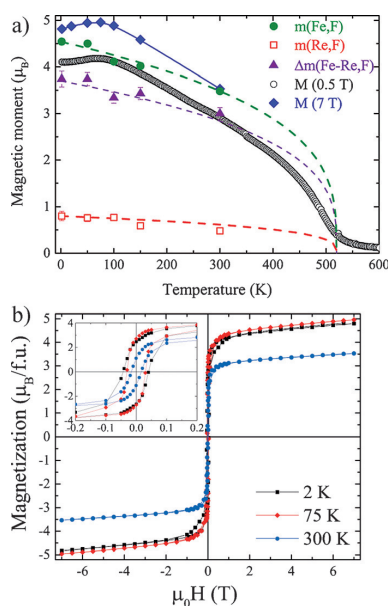 a)
5
4
3
2
1
0
Magnetic moment (μB)
m(Fe,F)
m(Re,F)
Δm(Fe-Re,F)
M (0.5 T)
M (7 T)
0 100 200 300 400 500 600
Temperature (K)
b)
5
4
3
2
1
0
-1
-2
-3
-4
-5
Magnetization (μB/f.u.)
4
2
0
-2
-4
-0.2 -0.1 0.0 0.1 0.2
2 K
75 K
300 K
-6 -4 -2 0 2 4 6
μ0H (T)